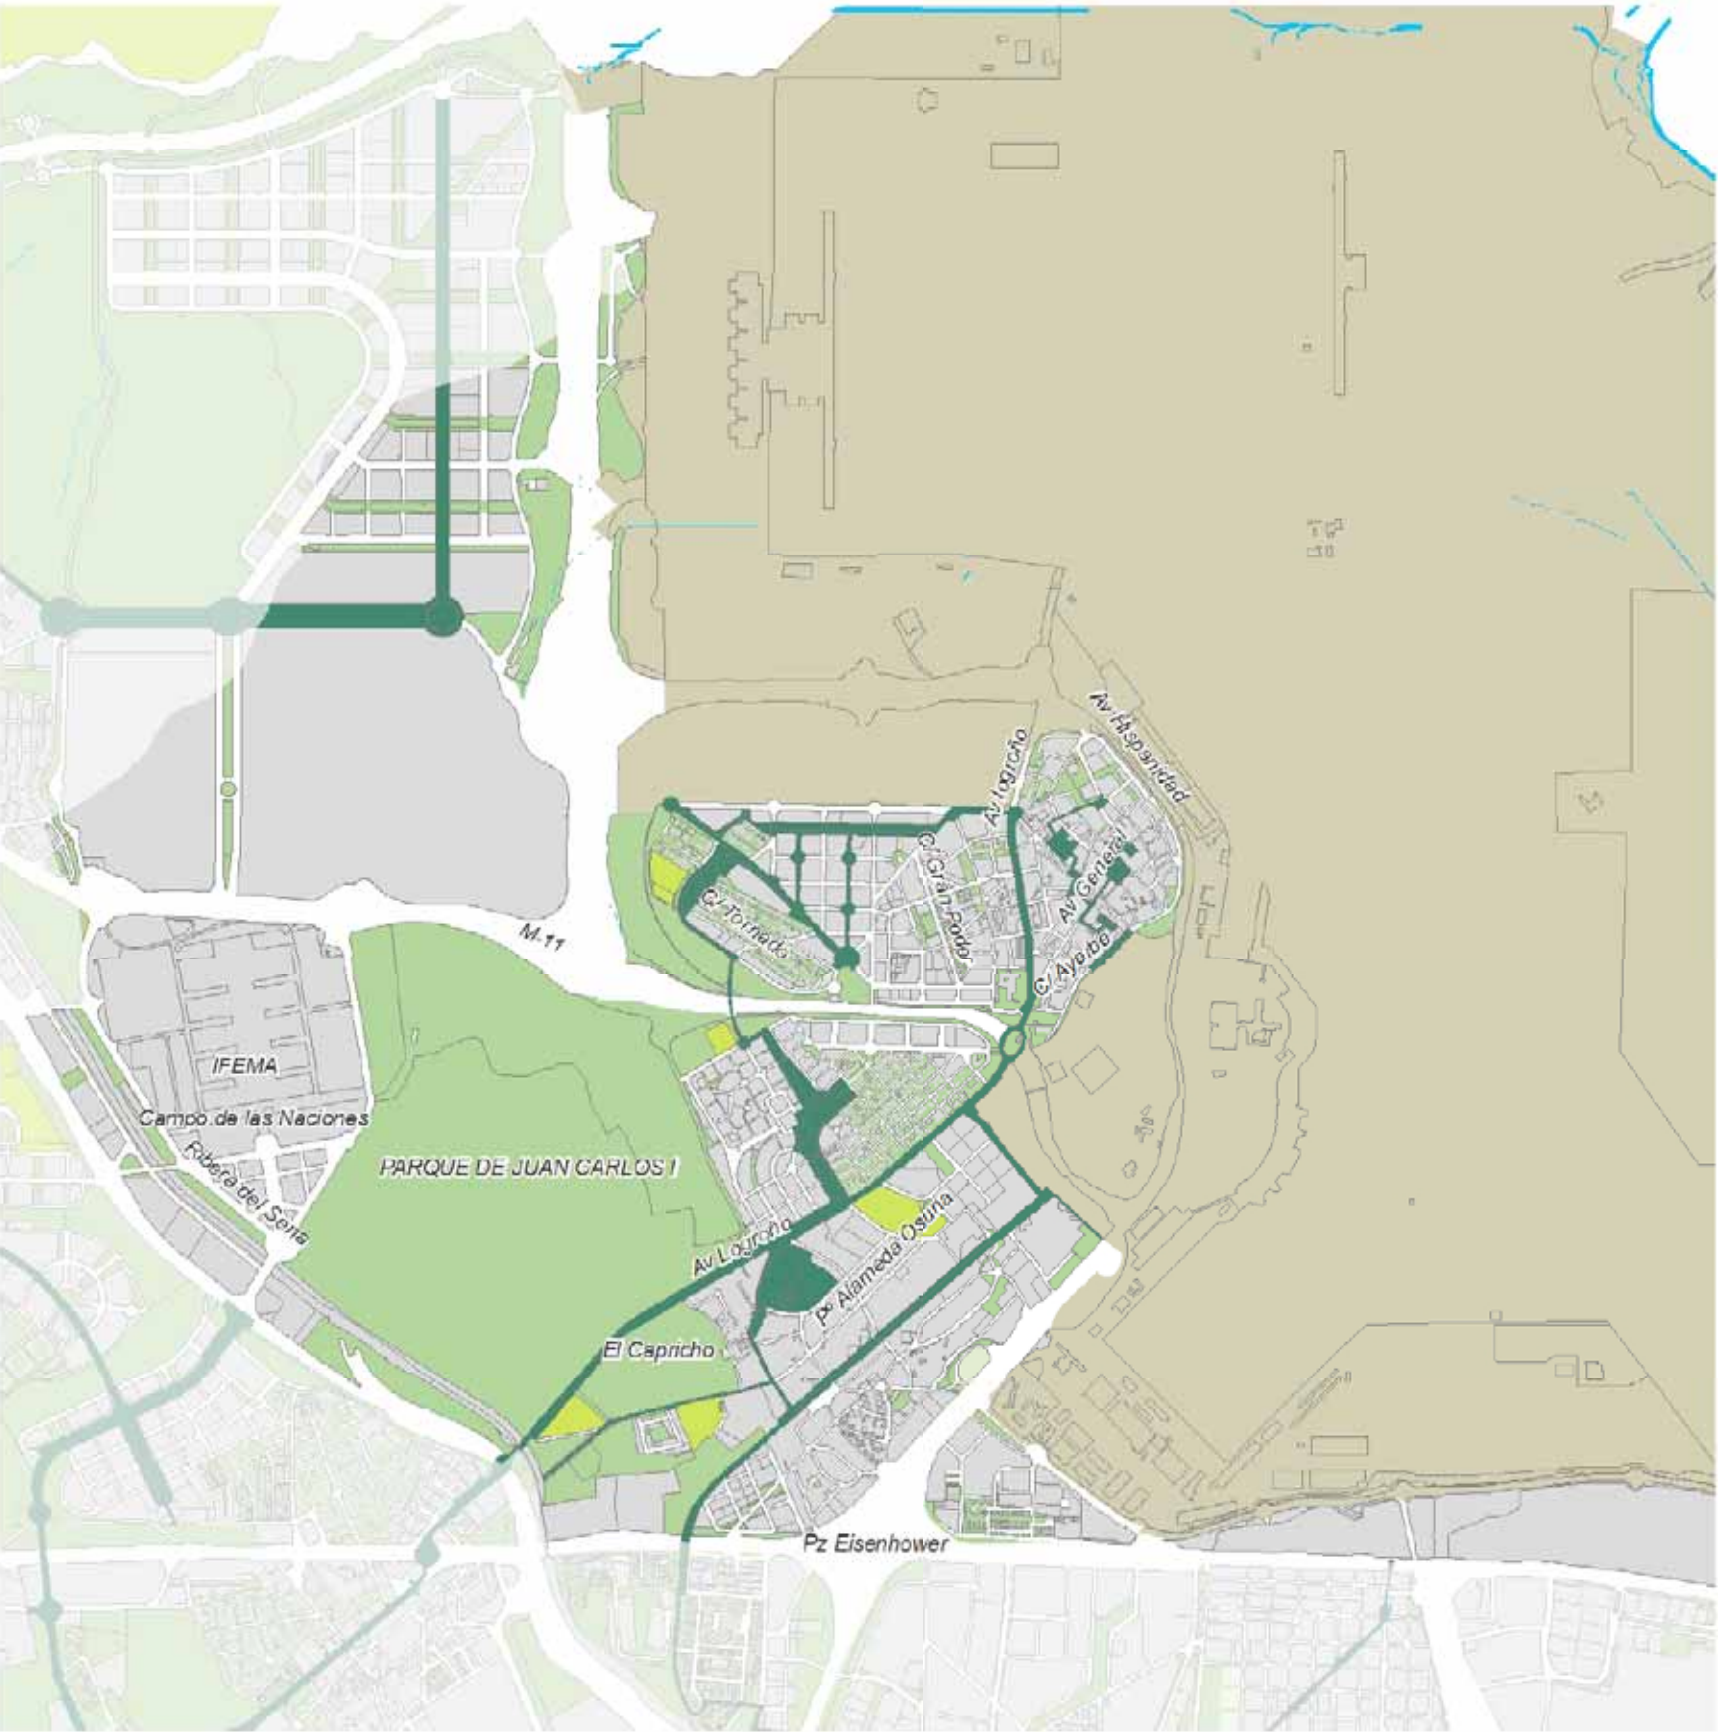 Av Hispanidad
Av logroño
C/ Gran Poder
Av General
C/ Tornado
M-11
C/ Ayerbe
IFEMA
Campo de las Naciones
PARQUE DE JUAN CARLOS I
Ribera del Sena
Av Logroño
Pº Alameda Osuna
El Capricho
Pz Eisenhower